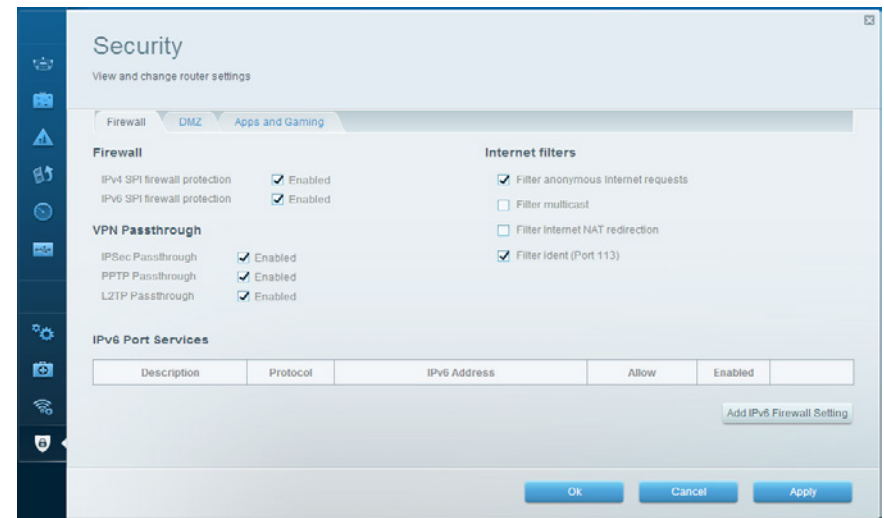 Security
View and change router settings
Firewall DMZ Apps and Gaming
Firewall
IPv4 SPI firewall protection Enabled
IPv6 SPI firewall protection Enabled
VPN Passthrough
IPSec Passthrough Enabled
PPTP Passthrough Enabled
L2TP Passthrough Enabled
Internet filters
Filter anonymous Internet requests
Filter multicast
Filter Internet NAT redirection
Filter ident (Port 113)
IPv6 Port Services
Description Protocol IPv6 Address Allow Enabled
Add IPv6 Firewall Setting
Ok Cancel Apply